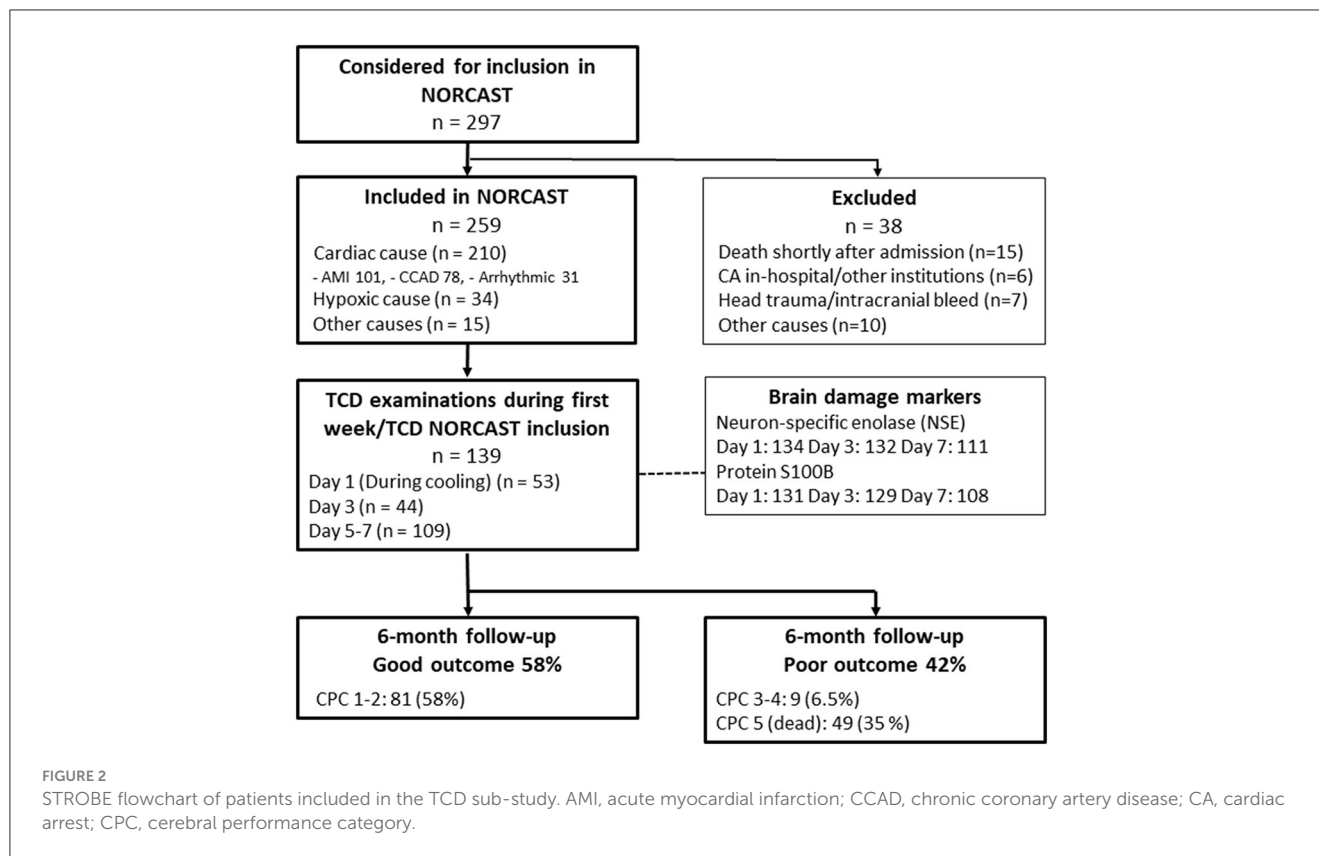 Considered for inclusion in
NORCAST
n = 297
Included in NORCAST
n = 259
Cardiac cause (n = 210)
- AMI 101, - CCAD 78, - Arrhythmic 31
Hypoxic cause (n = 34)
Other causes (n = 15)
Excluded
n = 38
Death shortly after admission (n=15)
CA in-hospital/other institutions (n=6)
Head trauma/intracranial bleed (n=7)
Other causes (n=10)
TCD examinations during first
week/TCD NORCAST inclusion
n = 139
Day 1 (During cooling) (n = 53)
Day 3 (n = 44)
Day 5-7 (n = 109)
Brain damage markers
Neuron-specific enolase (NSE)
Day 1: 134 Day 3: 132 Day 7: 111
Protein S100B
Day 1: 131 Day 3: 129 Day 7: 108
6-month follow-up
Good outcome 58%
CPC 1-2: 81 (58%)
6-month follow-up
Poor outcome 42%
CPC 3-4: 9 (6.5%)
CPC 5 (dead): 49 (35 %)
FIGURE 2
STROBE flowchart of patients included in the TCD sub-study. AMI, acute myocardial infarction; CCAD, chronic coronary artery disease; CA, cardiac
arrest; CPC, cerebral performance category.